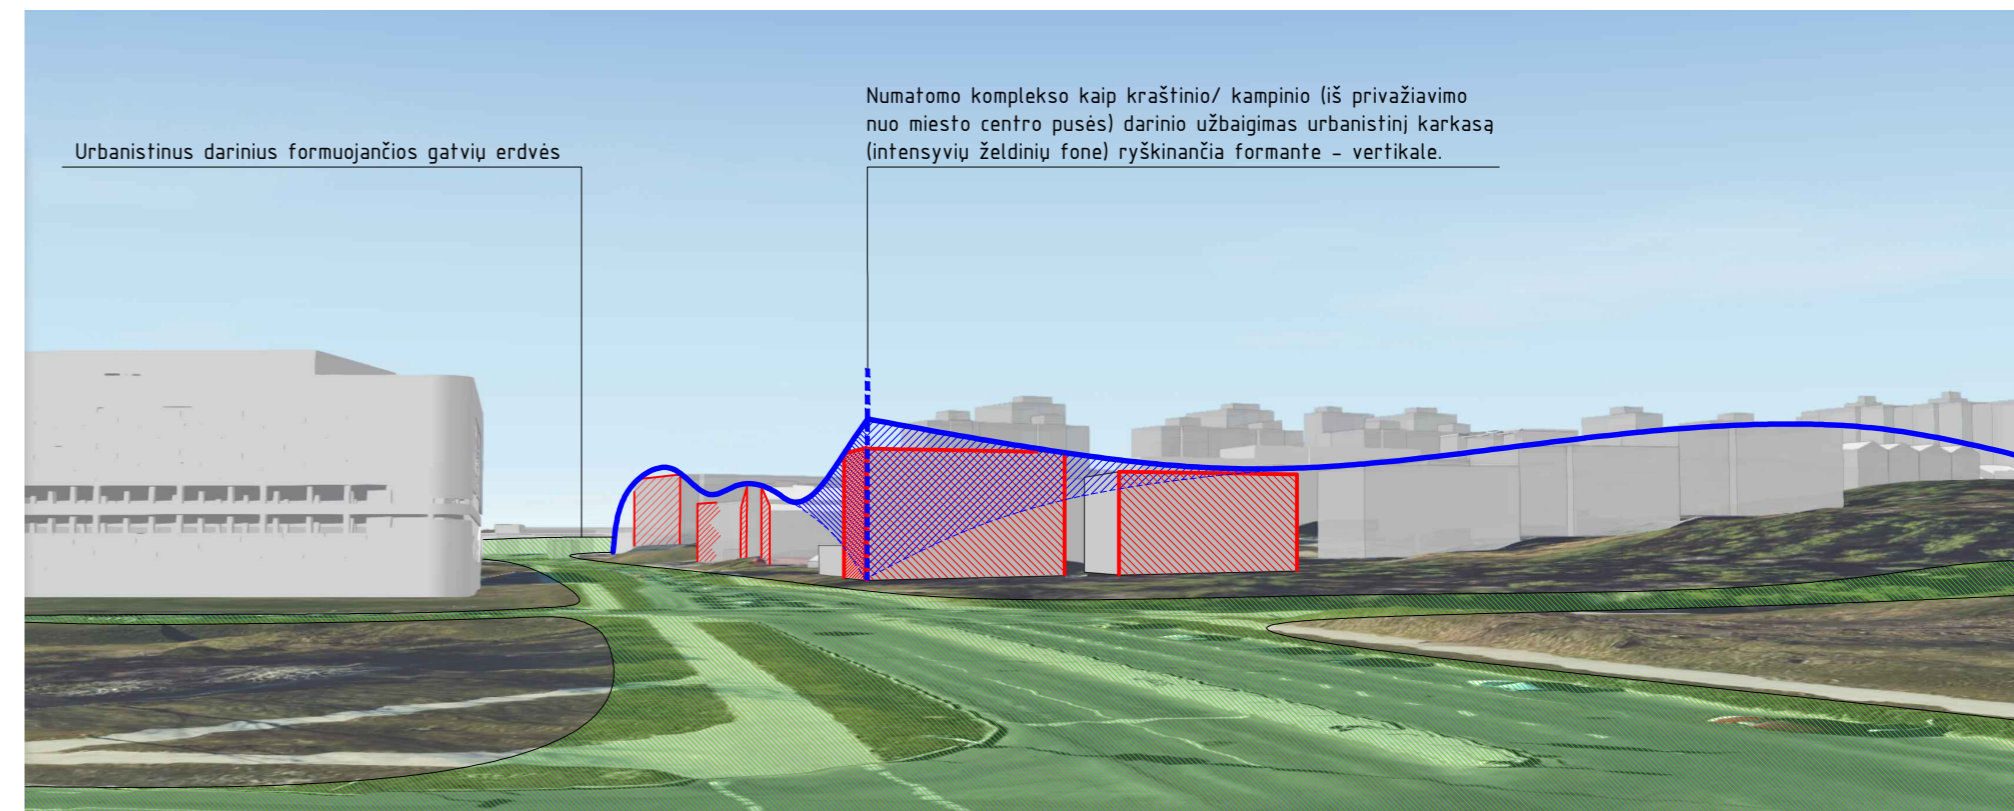 Urbanistinus darinius formuojančios gatvių erdvės
Numatomo komplekso kaip kraštinio/ kampinio (iš privažiavimo
nuo miesto centro pusės) darinio užbaigimas urbanistinį karkasą
(intensyvių želdinių fone) ryškinančia formante - vertikale.